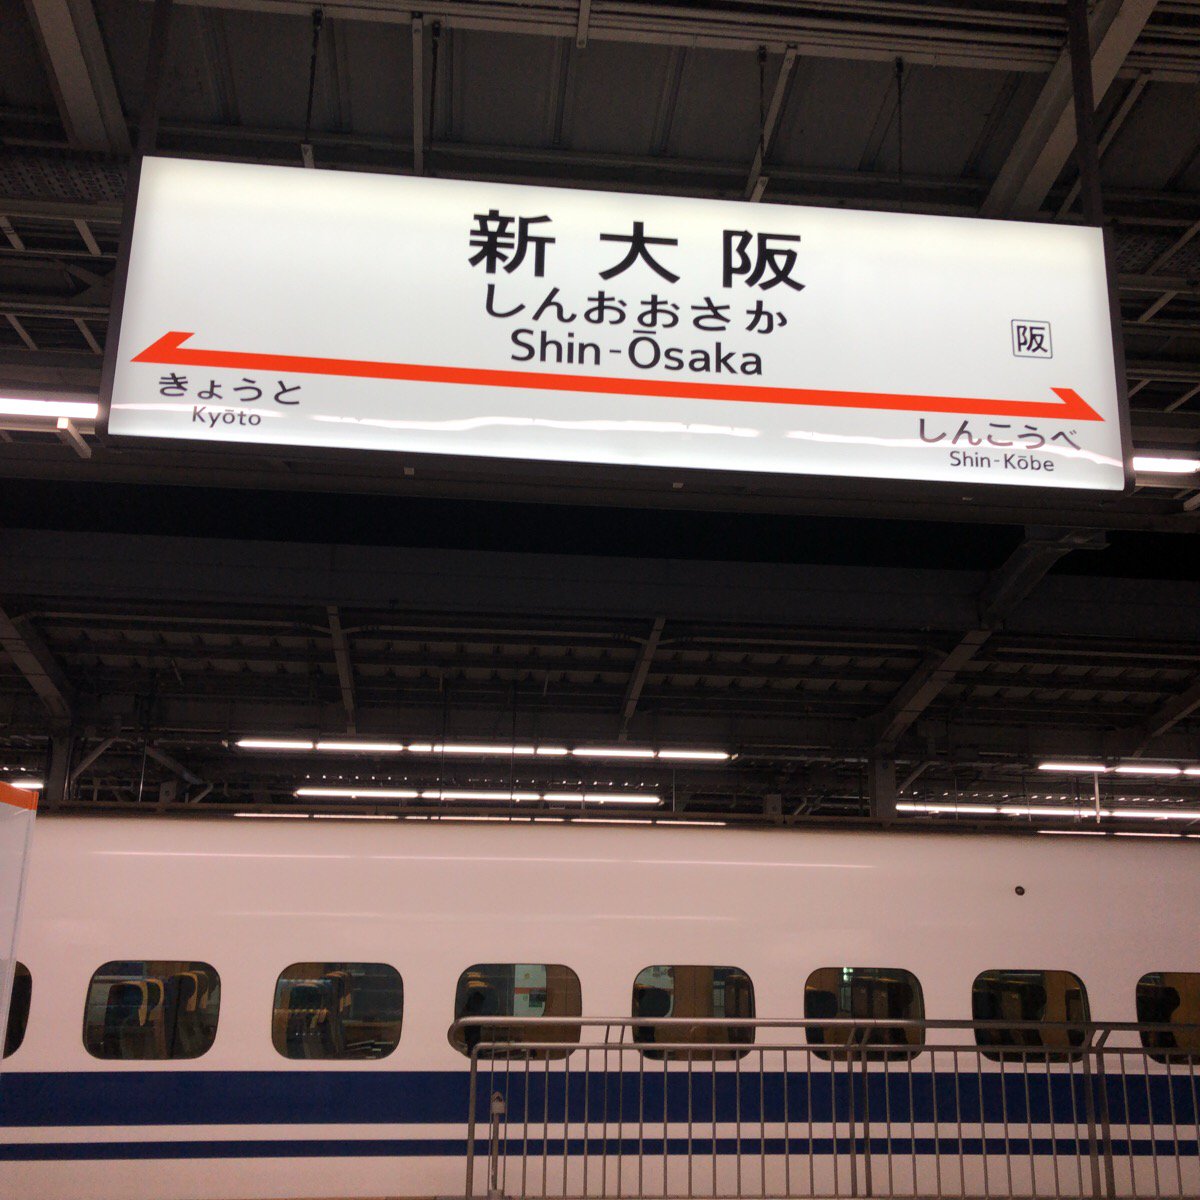 新大阪
しんおおさか
Shin-Ōsaka
阪
きょうと
Kyōto
しんこうべ
Shin-Kōbe